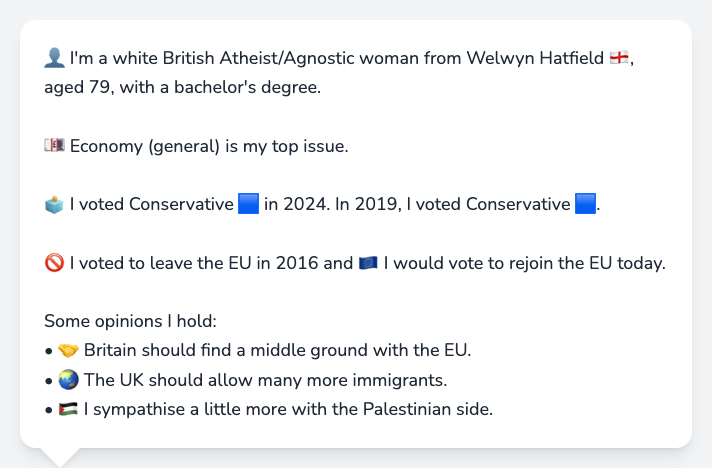 👤 I'm a white British Atheist/Agnostic woman from Welwyn Hatfield 🏴󠁧󠁢󠁥󠁮󠁧󠁿,
aged 79, with a bachelor's degree.
💷 Economy (general) is my top issue.
🗳️ I voted Conservative 🟦 in 2024. In 2019, I voted Conservative 🟦.
🚫 I voted to leave the EU in 2016 and 🇪🇺 I would vote to rejoin the EU today.
Some opinions I hold:
• 🤝 Britain should find a middle ground with the EU.
• 🌏 The UK should allow many more immigrants.
• 🇵🇸 I sympathise a little more with the Palestinian side.